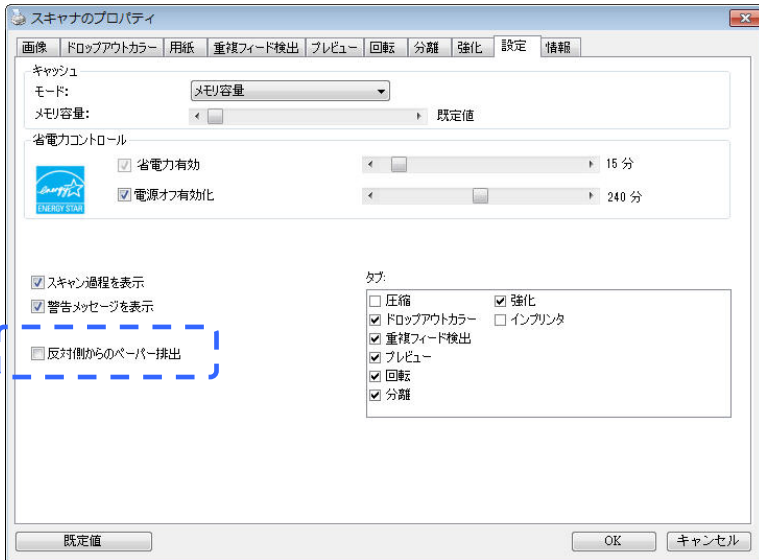 スキャナのプロパティ
画像 ドロップアウトカラー 用紙 重複フィード検出 プレビュー 回転 分離 強化 設定 情報
キャッシュ
モード: メモリ容量
メモリ容量: 既定値
省電力コントロール
省電力有効 15 分
電源オフ有効化 240 分
energy
ENERGY STAR
スキャン過程を表示
警告メッセージを表示
反対側からのペーパー排出
タブ:
圧縮 強化
ドロップアウトカラー インプリンタ
重複フィード検出
プレビュー
回転
分離
既定値 OK キャンセル